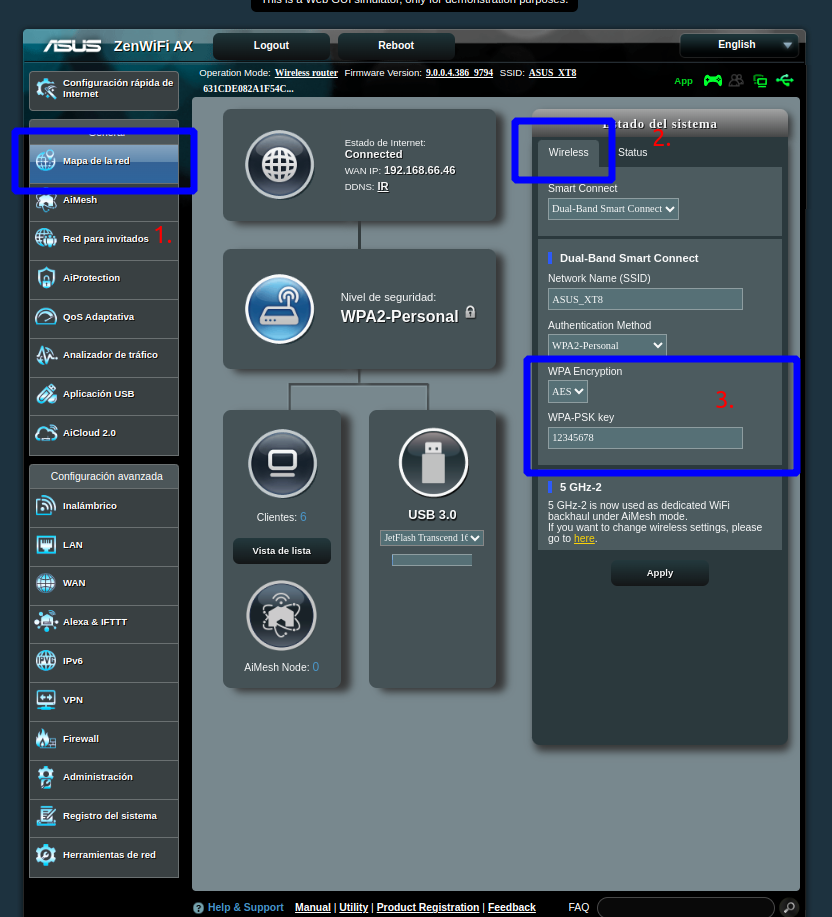 This is a Web GUI simulator, only for demonstration purposes.
ASUS ZenWiFi AX Logout Reboot English
Operation Mode: Wireless router Firmware Version: 9.0.0.4.386_9794 SSID: ASUS_XT8
631CDE082A1F54C...
App
Configuración rápida de
Internet
General
Mapa de la red
AiMesh
Red para invitados
1.
AiProtection
QoS Adaptativa
Analizador de tráfico
Aplicación USB
AiCloud 2.0
Configuración avanzada
Inalámbrico
LAN
WAN
Alexa & IFTTT
IPv6
VPN
Firewall
Administración
Registro del sistema
Herramientas de red
Estado de Internet:
Connected
WAN IP: 192.168.66.46
DDNS: IR
Nivel de seguridad:
WPA2-Personal
Clientes: 6
Vista de lista
AiMesh Node: 0
USB 3.0
JetFlash Transcend 16
Estado del sistema
2.
Wireless Status
Smart Connect
Dual-Band Smart Connect
Dual-Band Smart Connect
Network Name (SSID)
ASUS_XT8
Authentication Method
WPA2-Personal
WPA Encryption
AES
3.
WPA-PSK key
12345678
5 GHz-2
5 GHz-2 is now used as dedicated WiFi
backhaul under AiMesh mode.
If you want to change wireless settings, please
go to here.
Apply
? Help & Support Manual | Utility | Product Registration | Feedback FAQ